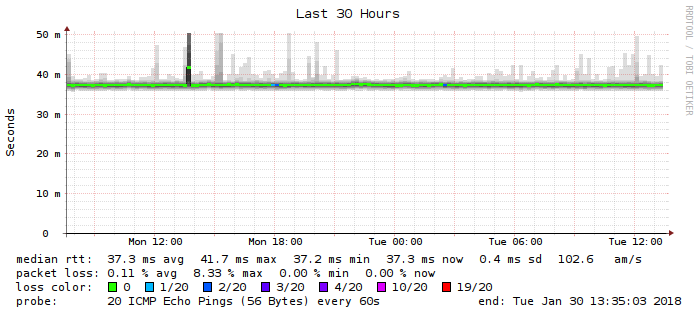 Last 30 Hours
RRDTOOL / TOBI OETIKER
Seconds
50 m
40 m
30 m
20 m
10 m
0
Mon 12:00 Mon 18:00 Tue 00:00 Tue 06:00 Tue 12:00
median rtt: 37.3 ms avg 41.7 ms max 37.2 ms min 37.3 ms now 0.4 ms sd 102.6 am/s
packet loss: 0.11 % avg 8.33 % max 0.00 % min 0.00 % now
loss color: 0 1/20 2/20 3/20 4/20 10/20 19/20
probe: 20 ICMP Echo Pings (56 Bytes) every 60s end: Tue Jan 30 13:35:03 2018